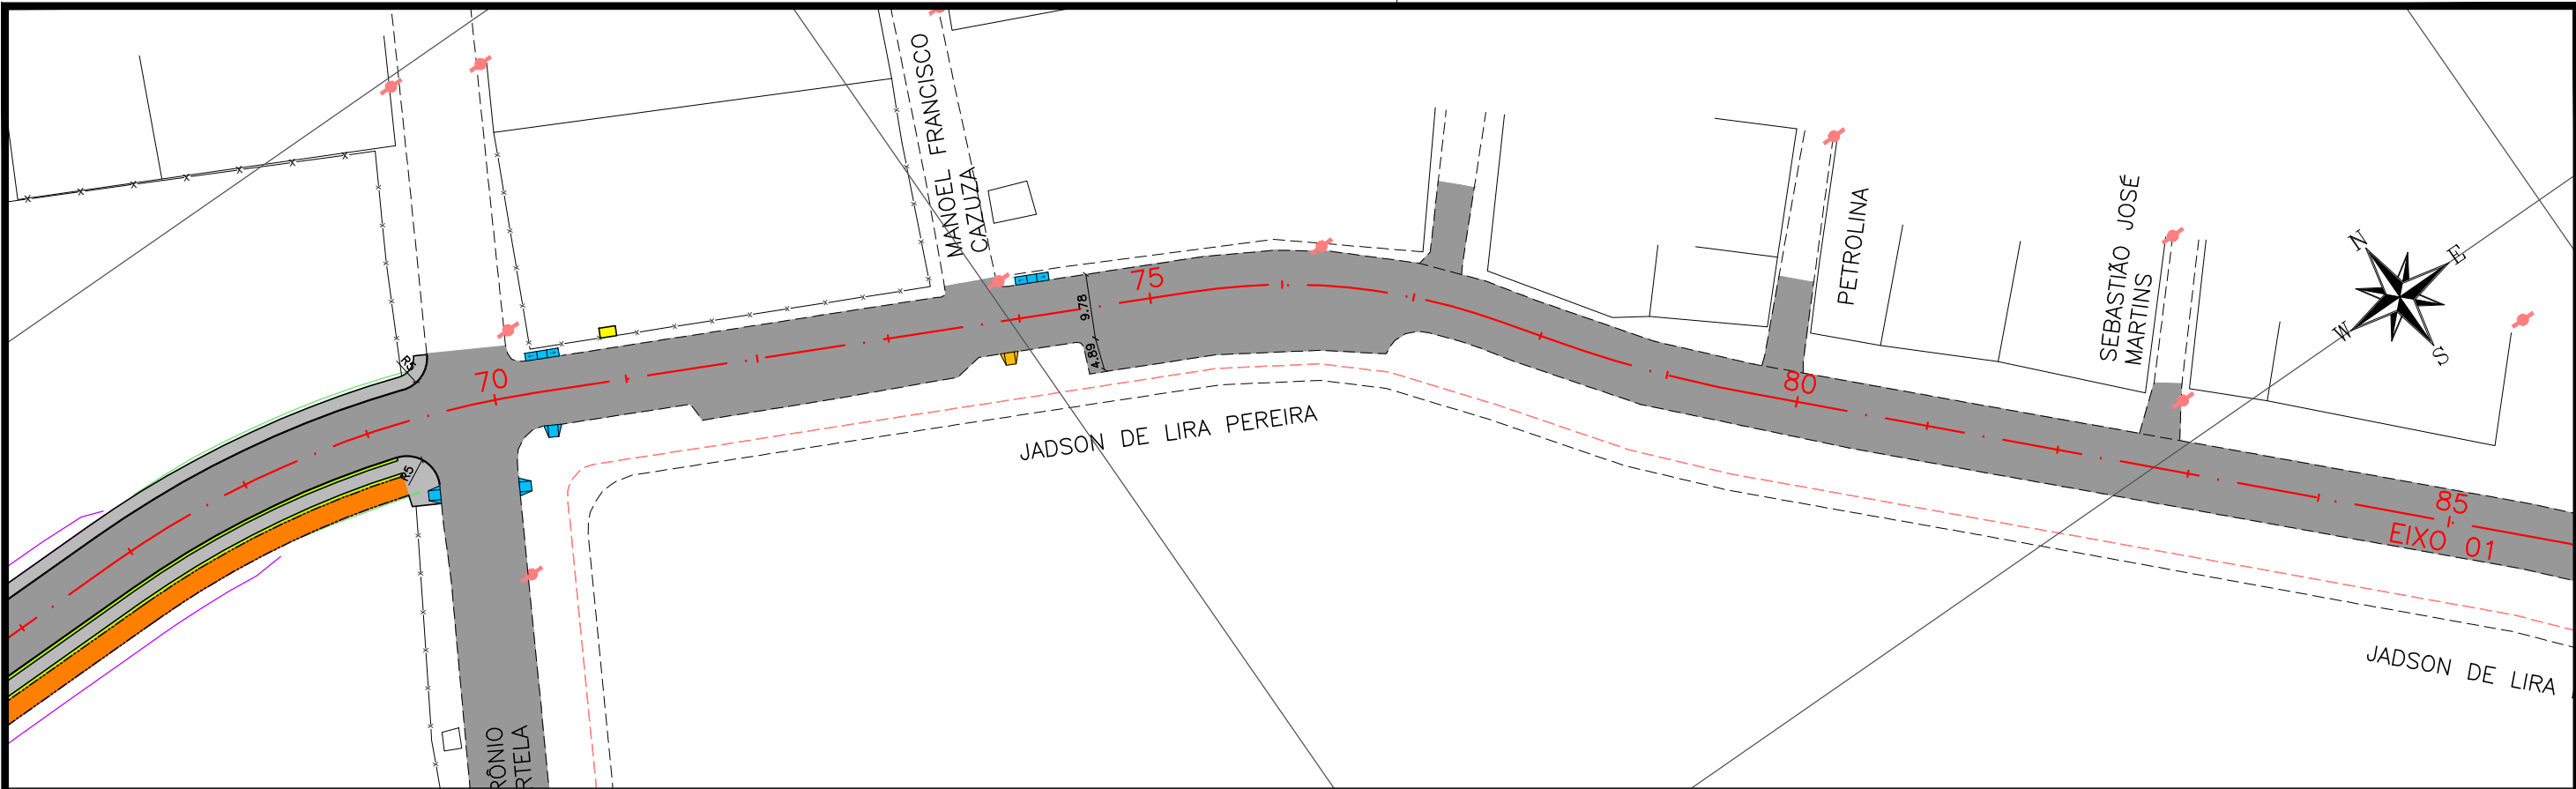 MANOEL FRANCISCO
CAZUZA
N
E
W
S
PETROLINA
SEBASTIÃO JOSÉ
MARTINS
R5
70
75
9.78
4.89
80
85
EIXO 01
JADSON DE LIRA PEREIRA
R5
JADSON DE LIRA
RÔNIO
RTELA